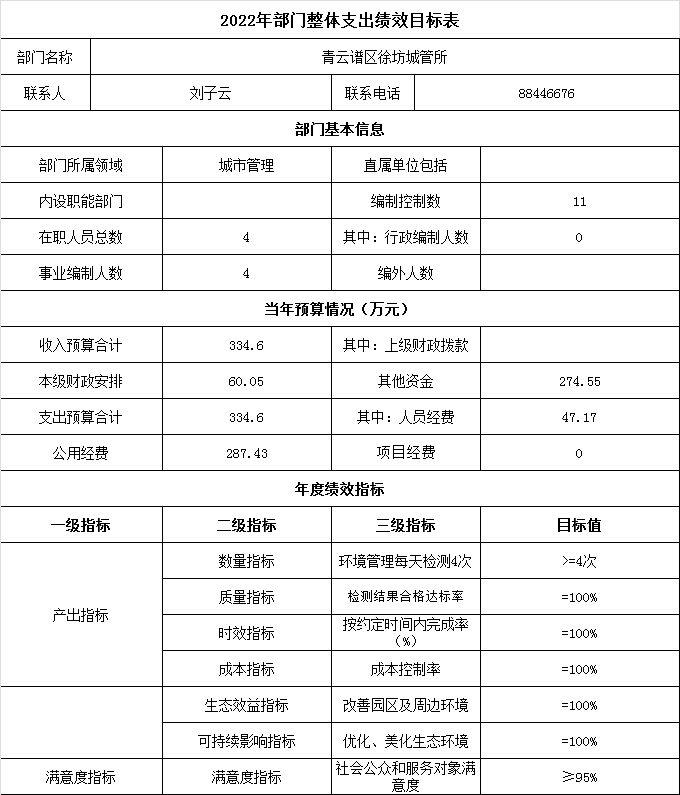 2022年部门整体支出绩效目标表
部门名称 青云谱区徐坊城管所
联系人 刘子云 联系电话 88446676
部门基本信息
部门所属领域 城市管理 直属单位包括
内设职能部门 编制控制数 11
在职人员总数 4 其中：行政编制人数 0
事业编制人数 4 编外人数
当年预算情况（万元）
收入预算合计 334.6 其中：上级财政拨款
本级财政安排 60.05 其他资金 274.55
支出预算合计 334.6 其中：人员经费 47.17
公用经费 287.43 项目经费 0
年度绩效指标
一级指标 二级指标 三级指标 目标值
产出指标 数量指标 环境管理每天检测4次 >=4次
质量指标 检测结果合格达标率 =100%
时效指标 按约定时间内完成率（%） =100%
成本指标 成本控制率 =100%
生态效益指标 改善园区及周边环境 =100%
可持续影响指标 优化、美化生态环境 =100%
满意度指标 满意度指标 社会公众和服务对象满意度 ≥95%